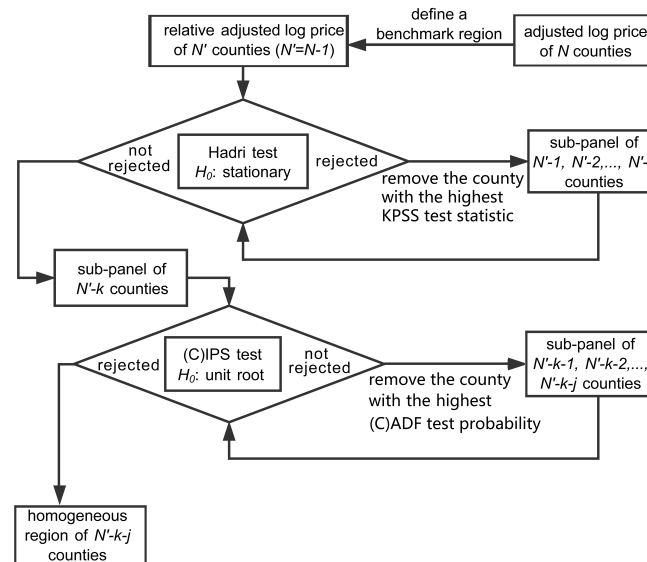 relative adjusted log price
of N' counties (N'=N-1)
define a
benchmark region
adjusted log price
of N counties
not
rejected
Hadri test
H₀: stationary
rejected
remove the county
with the highest
KPSS test statistic
sub-panel of
N'-1, N'-2,..., N'-
counties
sub-panel of
N'-k counties
rejected
(C)IPS test
H₀: unit root
not
rejected
remove the county
with the highest
(C)ADF test probability
sub-panel of
N'-k-1, N'-k-2,...,
N'-k-j counties
homogeneous
region of N'-k-j
counties